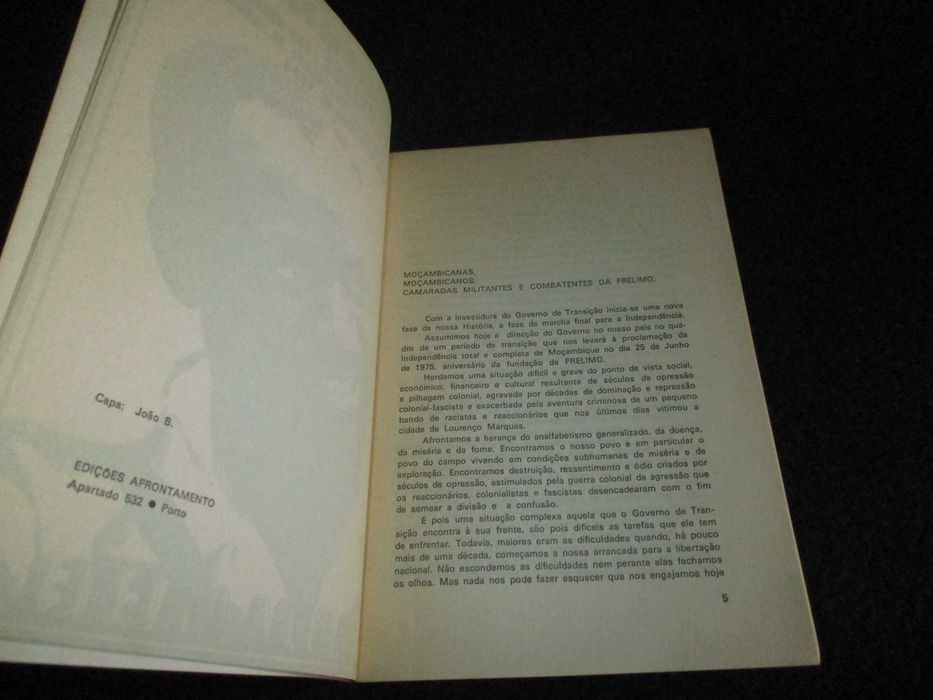 Capa: João B.
EDIÇÕES AFRONTAMENTO
Apartado 532 • Porto
MOÇAMBICANAS,
MOÇAMBICANOS,
CAMARADAS MILITANTES E COMBATENTES DA FRELIMO,
Com a investidura do Governo de Transição inicia-se uma nova
fase da nossa História, a fase da marcha final para a Independência.
Assumimos hoje a direcção do Governo no nosso país no qua-
dro de um período de transição que nos levará à proclamação da
Independência total e completa de Moçambique no dia 25 de Junho
de 1975, aniversário da fundação da FRELIMO.
Herdamos uma situação difícil e grave do ponto de vista social,
económico, financeiro e cultural resultante de séculos de opressão
e pilhagem colonial, agravada por décadas de dominação e repressão
colonial-fascista e exacerbada pela aventura criminosa de um pequeno
bando de racistas e reaccionários que nos últimos dias vitimou a
cidade de Lourenço Marques.
Afrontamos a herança do analfabetismo generalizado, da doença,
da miséria e da fome. Encontramos o nosso povo e em particular o
povo do campo vivendo em condições subhumanas de miséria e de
exploração. Encontramos destruição, ressentimento e ódio criados por
séculos de opressão, estimulados pela guerra colonial de agressão que
os reaccionários, colonialistas e fascistas desencadearam com o fim
de semear a divisão e a confusão.
É pois uma situação complexa aquela que o Governo de Tran-
sição encontra à sua frente, são pois difíceis as tarefas que ele tem
de enfrentar. Todavia, maiores eram as dificuldades quando, há pouco
mais de uma década, começamos a nossa arrancada para a libertação
nacional. Não escondemos as dificuldades nem perante elas fechamos
os olhos. Mas nada nos pode fazer esquecer que nos engajamos hoje
5